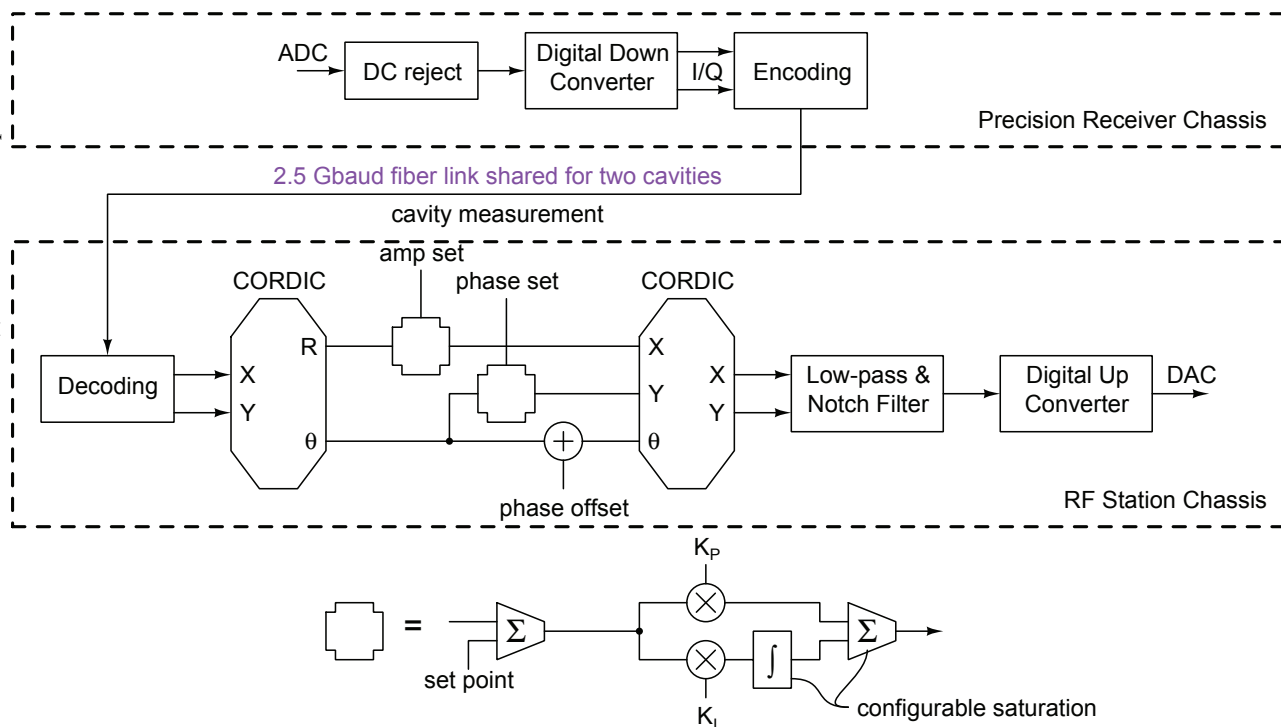 ADC
DC reject
Digital Down
Converter
I/Q
Encoding
Precision Receiver Chassis
2.5 Gbaud fiber link shared for two cavities
cavity measurement
amp set
phase set
CORDIC
CORDIC
Decoding
X
Y
R
θ
+
phase offset
X
Y
θ
X
Y
Low-pass &
Notch Filter
Digital Up
Converter
DAC
RF Station Chassis
=
set point
Σ
K_P
×
×
K_I
∫
Σ
configurable saturation